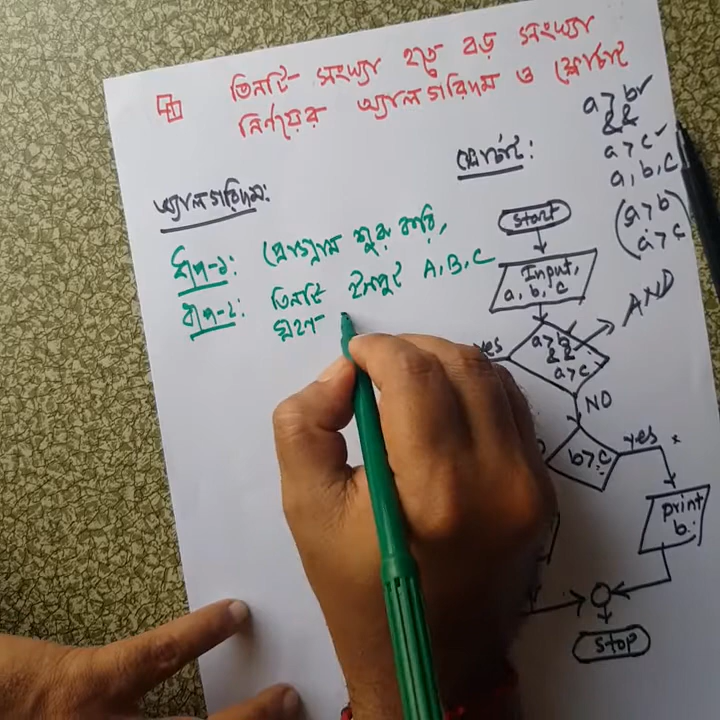 তিনটি সংখ্যা হতে বড় সংখ্যা
নির্ণয়ের অ্যালগরিদম ও ফ্লোচার্ট
অ্যালগরিদম:
ধাপ-১: প্রোগ্রাম শুরু করি,
ধাপ-২: তিনটি ইনপুট A, B, C
গ্রহণ
ফ্লোচার্ট:
a > b
&&
a > c
a, b, c
(a > b
a > c)
start
Input,
a, b, c
a > b
&&
a > c
AND
yes
NO
b > c
yes
print
b
stop